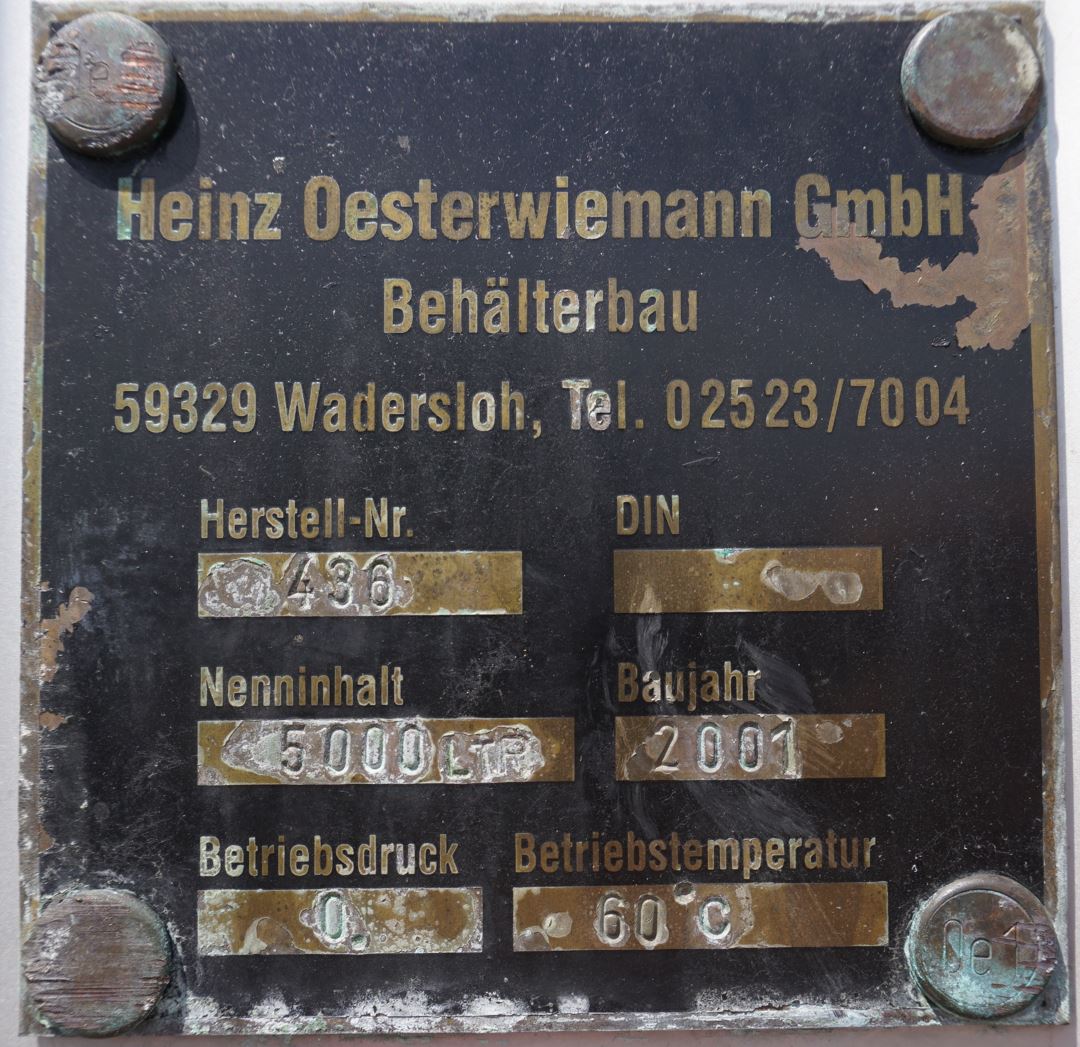 Heinz Oesterwiemann GmbH
Behälterbau
59329 Wadersloh, Tel. 02523/7004
Herstell-Nr.
DIN
436
Nenninhalt
Baujahr
5000 LTR
2001
Betriebsdruck
Betriebstemperatur
0
60°C